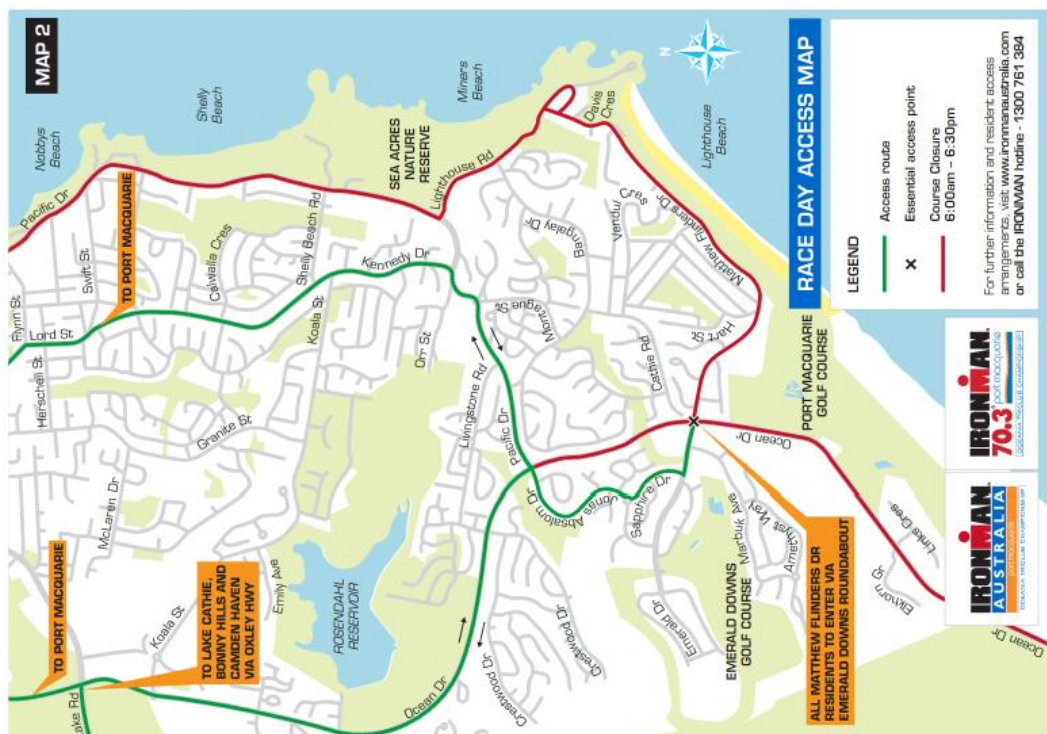 MAP 2
Nobbys
Beach
Shelly
Beach
Miners
Beach
Lighthouse
Beach
N
Pacific Dr
Flynn St
Swift St
Lord St
Herschell St
TO PORT MACQUARIE
Calwalla Cres
Shelly Beach Rd
SEA ACRES
NATURE
RESERVE
Lighthouse Rd
Davis
Cres
Kennedy Dr
Koala St
Orr St
Granite St
McLaren Dr
Bangalay Dr
Matthew Flinders Dr
Montague St
Livingstone Rd
Pacific Dr
Hart St
Cathie Rd
PORT MACQUARIE
GOLF COURSE
TO PORT MACQUARIE
Lake Rd
Koala St
Emily Ave
TO LAKE CATHIE,
BONNY HILLS AND
CAMDEN HAVEN
VIA OXLEY HWY
ROSENDAHL
RESERVOIR
Absalom Dr
Jonas
Sapphire Dr
Ocean Dr
Marbuk Ave
Amethyst Way
Emerald Dr
EMERALD DOWNS
GOLF COURSE
Crestwood Dr
Crestwood Dr
Ocean Dr
Links Cres
Elkhorn Gr
Ocean Dr
ALL MATTHEW FLINDERS DR
RESIDENTS TO ENTER VIA
EMERALD DOWNS ROUNDABOUT
RACE DAY ACCESS MAP
LEGEND
Access route
Essential access point
Course Closure
6:00am – 6:30pm
For further information and resident access
arrangements, visit www.ironmanaustralia.com
or call the IRONMAN hotline - 1300 761 384
IRONMAN
AUSTRALIA
port macquarie
IRONMAN
70.3 port macquarie